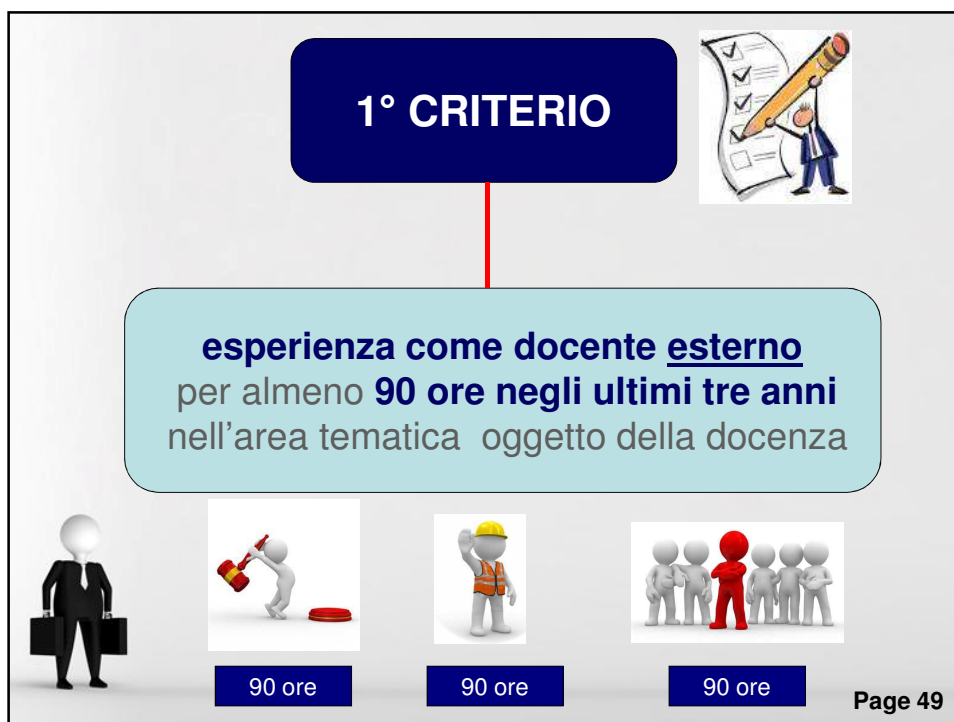 1° CRITERIO
esperienza come docente esterno
per almeno 90 ore negli ultimi tre anni
nell'area tematica oggetto della docenza
90 ore
90 ore
90 ore
Page 49